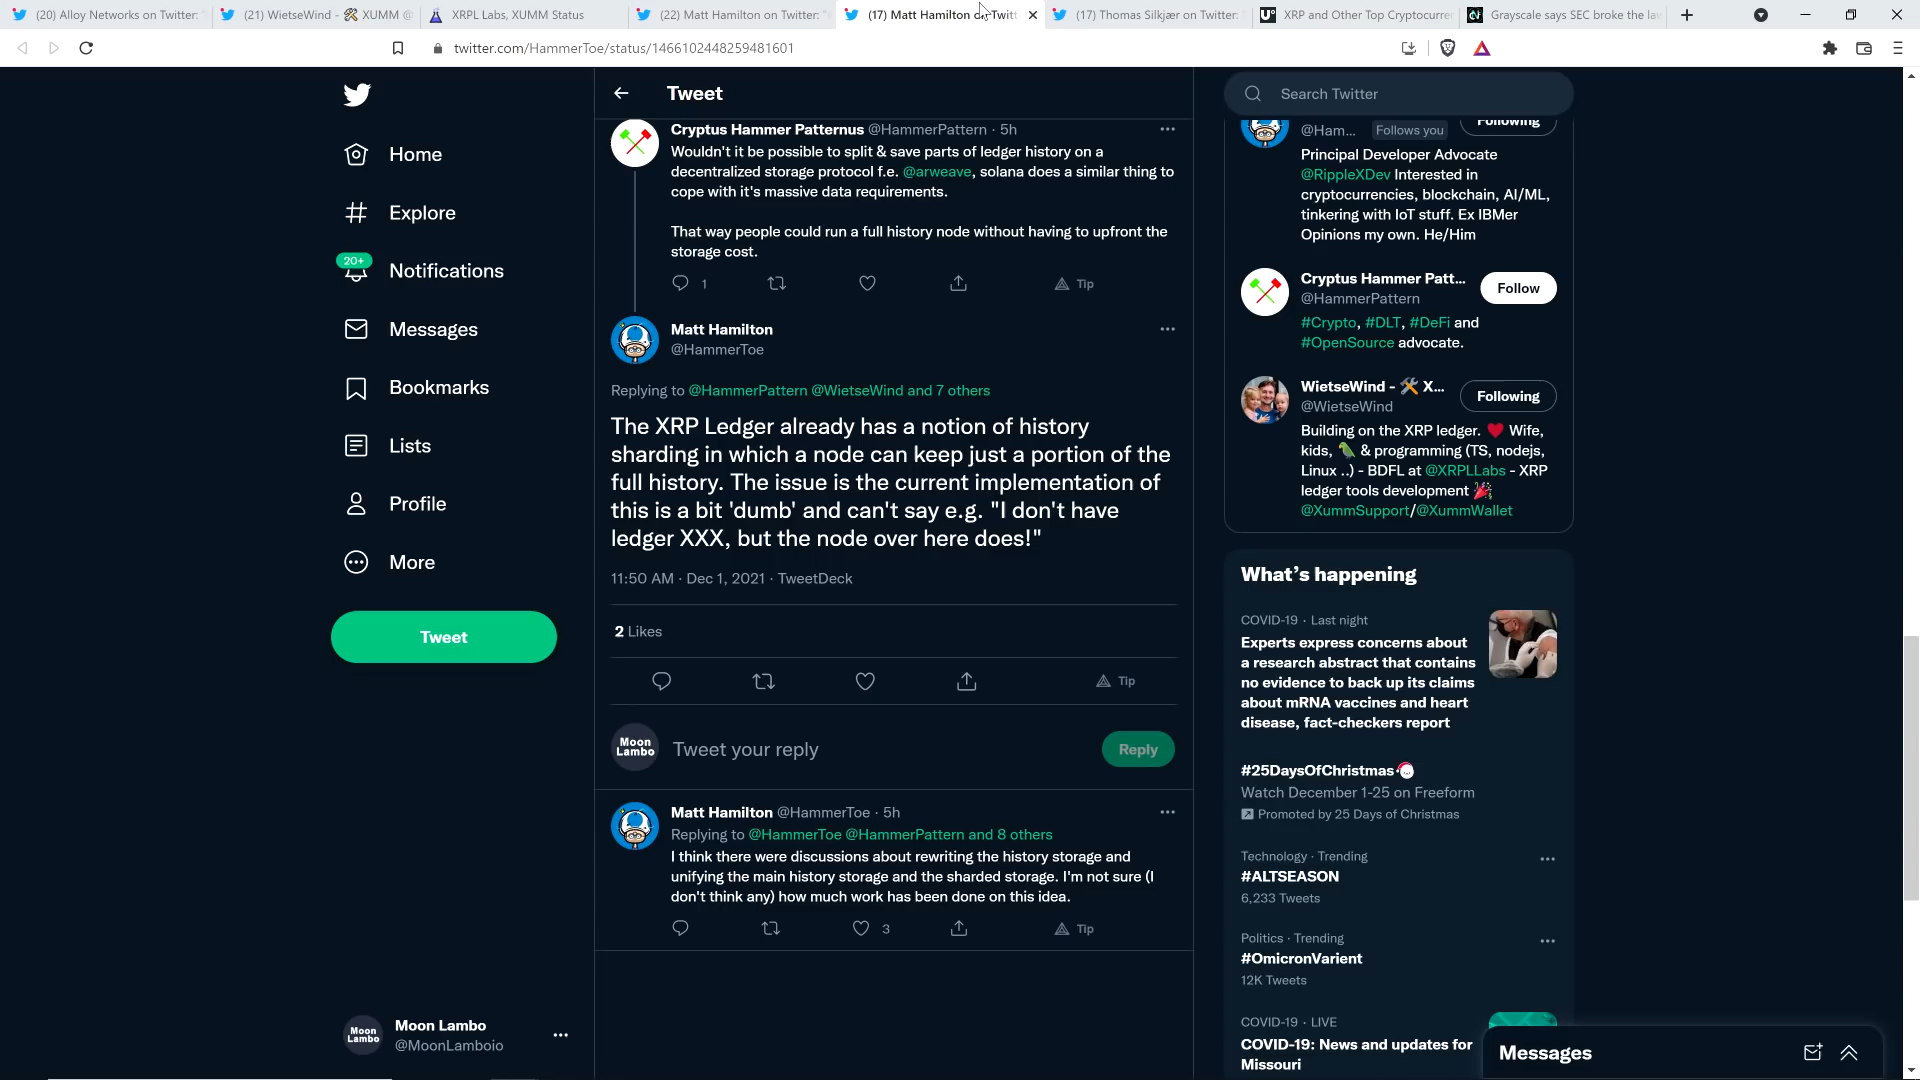 (20) Alloy Networks on Twitter: "
(21) WietseWind - 🛠 XUMM @
XRPL Labs, XUMM Status
(22) Matt Hamilton on Twitter: "
(17) Matt Hamilton on Twitt
(17) Thomas Silkjær on Twitter:
XRP and Other Top Cryptocurre
Grayscale says SEC broke the la
twitter.com/HammerToe/status/1466102448259481601
Home
Explore
20+
Notifications
Messages
Bookmarks
Lists
Profile
More
Tweet
Moon Lambo
Moon Lambo
@MoonLamboio
Tweet
Cryptus Hammer Patternus @HammerPattern · 5h
Wouldn't it be possible to split & save parts of ledger history on a
decentralized storage protocol f.e. @arweave, solana does a similar thing to
cope with it's massive data requirements.
That way people could run a full history node without having to upfront the
storage cost.
1
Tip
Matt Hamilton
@HammerToe
Replying to @HammerPattern @WietseWind and 7 others
The XRP Ledger already has a notion of history
sharding in which a node can keep just a portion of the
full history. The issue is the current implementation of
this is a bit 'dumb' and can't say e.g. "I don't have
ledger XXX, but the node over here does!"
11:50 AM · Dec 1, 2021 · TweetDeck
2 Likes
Tip
Moon Lambo
Tweet your reply
Reply
Matt Hamilton @HammerToe · 5h
Replying to @HammerToe @HammerPattern and 8 others
I think there were discussions about rewriting the history storage and
unifying the main history storage and the sharded storage. I'm not sure (I
don't think any) how much work has been done on this idea.
3
Tip
Search Twitter
@Ham... Follows you
Following
Principal Developer Advocate
@RippleXDev Interested in
cryptocurrencies, blockchain, AI/ML,
tinkering with IoT stuff. Ex IBMer
Opinions my own. He/Him
Cryptus Hammer Patt...
@HammerPattern
Follow
#Crypto, #DLT, #DeFi and
#OpenSource advocate.
WietseWind - 🛠 X...
@WietseWind
Following
Building on the XRP ledger. ❤️ Wife,
kids, 🦜 & programming (TS, nodejs,
Linux ..) - BDFL at @XRPLLabs - XRP
ledger tools development 🎉
@XummSupport/@XummWallet
What's happening
COVID-19 · Last night
Experts express concerns about
a research abstract that contains
no evidence to back up its claims
about mRNA vaccines and heart
disease, fact-checkers report
#25DaysOfChristmas🎅
Watch December 1-25 on Freeform
Promoted by 25 Days of Christmas
Technology · Trending
#ALTSEASON
6,233 Tweets
Politics · Trending
#OmicronVarient
12K Tweets
COVID-19 · LIVE
COVID-19: News and updates for
Missouri
Messages